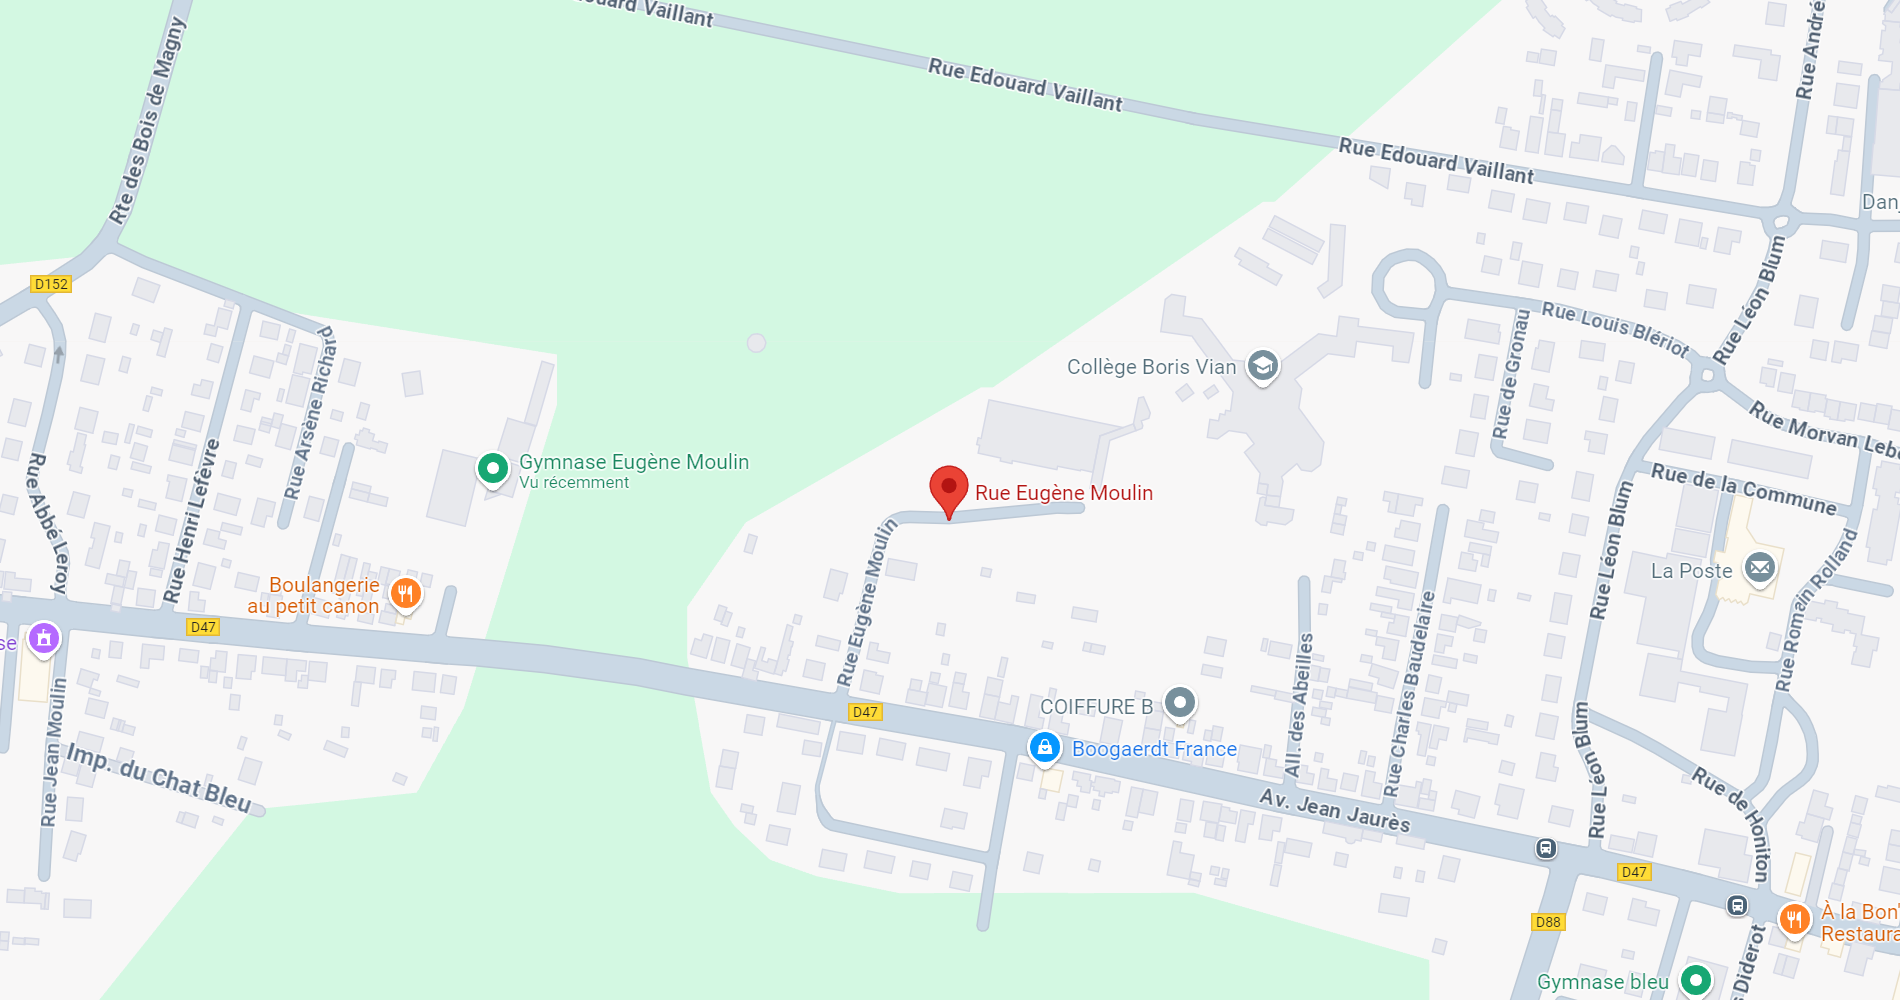 ouard Vaillant
Rue Edouard Vaillant
Rue Edouard Vaillant
Rue André
Rte des Bois de Magny
D152
Rue Léon Blum
Rue Louis Blériot
Rue de Gronau
Collège Boris Vian
Rue Arsène Richard
Rue Henri Lefèvre
Rue Abbé Leroy
Gymnase Eugène Moulin
Vu récemment
Rue Eugène Moulin
Rue Eugène Moulin
Rue Morvan Lebe
Rue de la Commune
La Poste
Rue Romain Rolland
Rue Léon Blum
Boulangerie
au petit canon
D47
se
Rue Jean Moulin
Imp. du Chat Bleu
D47
COIFFURE B
Boogaerdt France
All. des Abeilles
Rue Charles Baudelaire
Av. Jean Jaurès
Rue Léon Blum
Rue de Honitou
D47
D88
À la Bon'
Restaura
Gymnase bleu
s Diderot
Dan